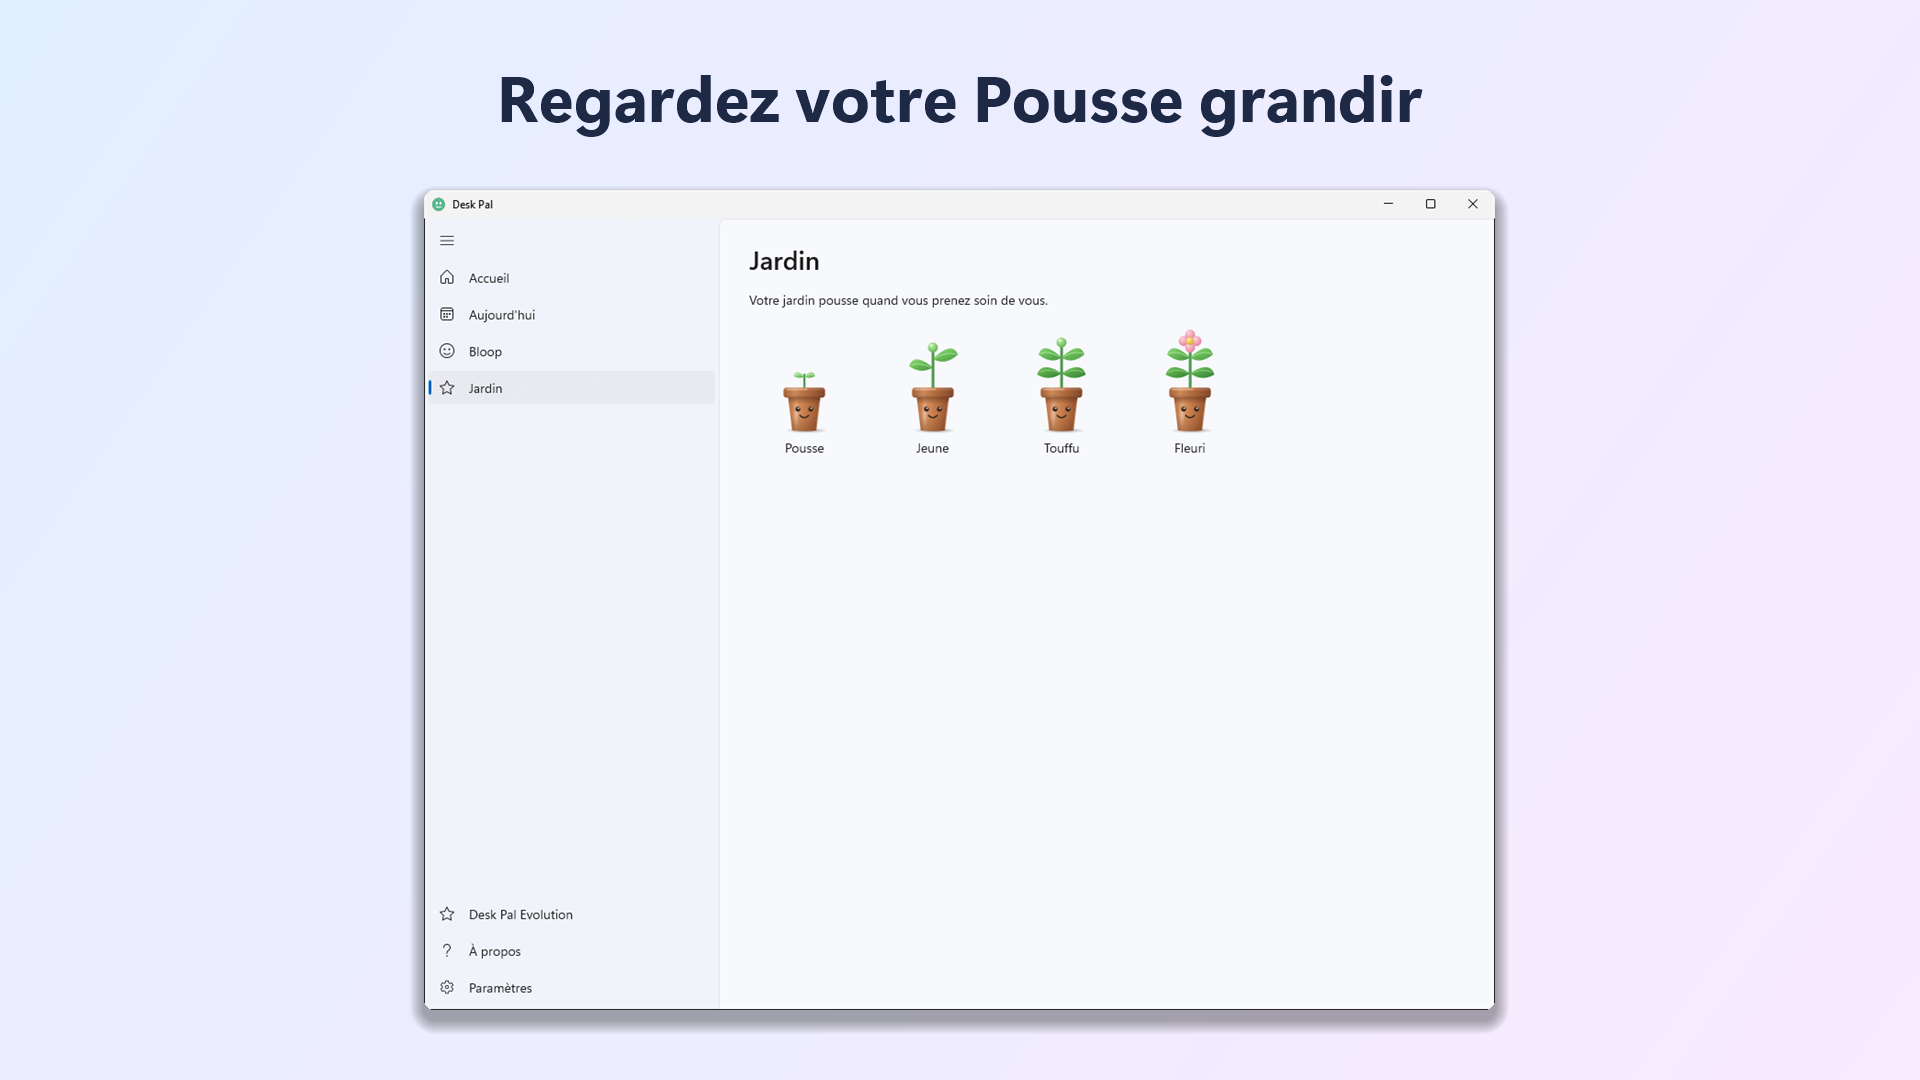 Regardez votre Pousse grandir
Desk Pal
Accueil
Aujourd'hui
Bloop
Jardin
Desk Pal Evolution
À propos
Paramètres
Jardin
Votre jardin pousse quand vous prenez soin de vous.
Pousse
Jeune
Touffu
Fleuri